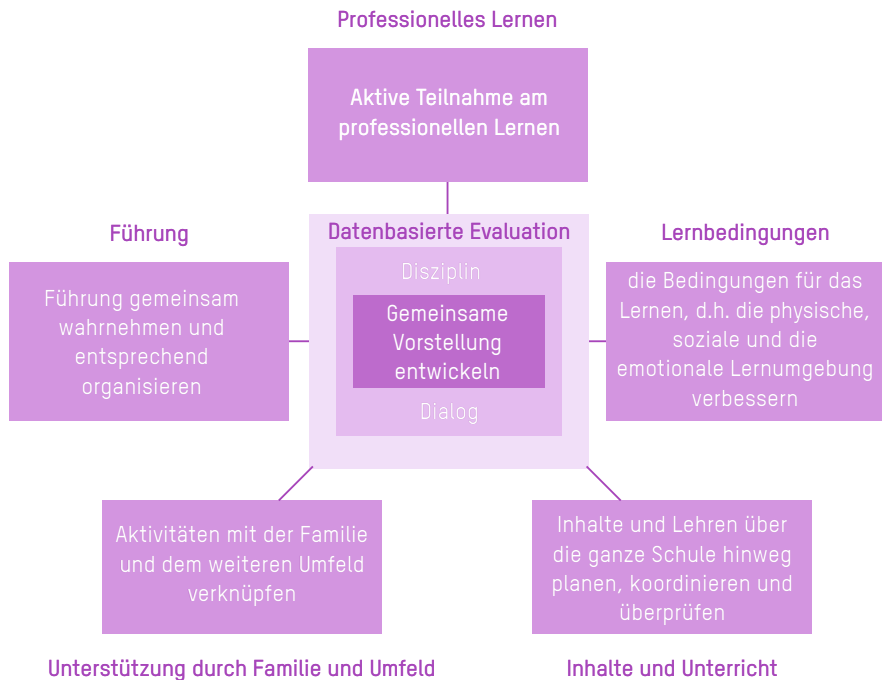 Professionelles Lernen
Aktive Teilnahme am
professionellen Lernen
Führung
Führung gemeinsam
wahrnehmen und
entsprechend
organisieren
Datenbasierte Evaluation
Disziplin
Gemeinsame
Vorstellung
entwickeln
Dialog
Lernbedingungen
die Bedingungen für das
Lernen, d.h. die physische,
soziale und die
emotionale Lernumgebung
verbessern
Aktivitäten mit der Familie
und dem weiteren Umfeld
verknüpfen
Unterstützung durch Familie und Umfeld
Inhalte und Lehren über
die ganze Schule hinweg
planen, koordinieren und
überprüfen
Inhalte und Unterricht